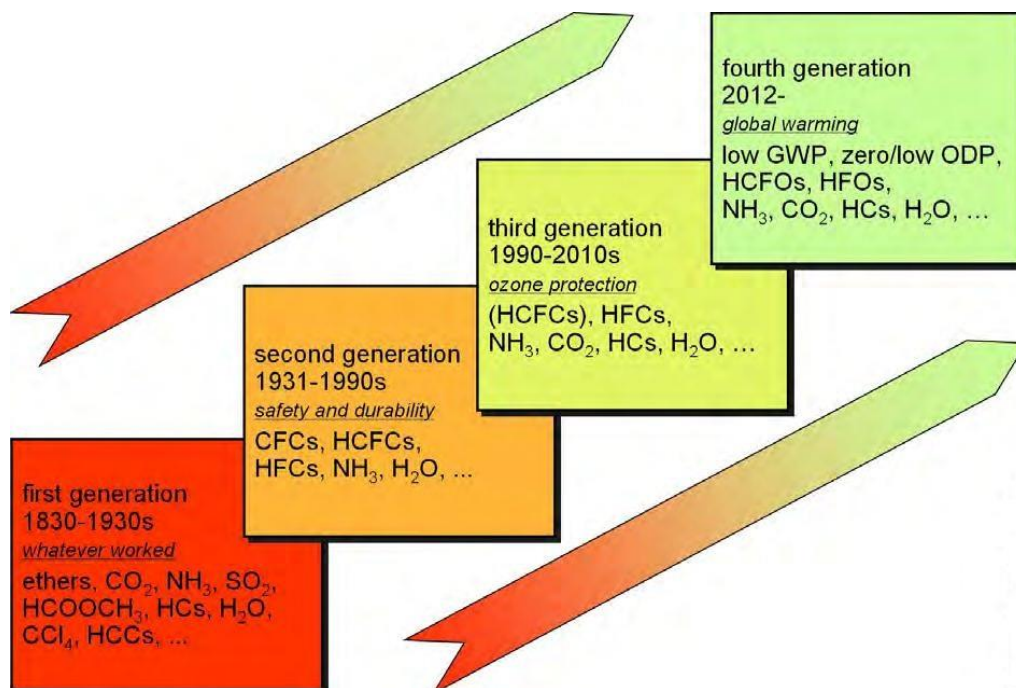 first generation
1830-1930s
whatever worked
ethers, CO₂, NH₃, SO₂,
HCOOCH₃, HCs, H₂O,
CCl₄, HCCs, ...
second generation
1931-1990s
safety and durability
CFCs, HCFCs,
HFCs, NH₃, H₂O, ...
third generation
1990-2010s
ozone protection
(HCFCs), HFCs,
NH₃, CO₂, HCs, H₂O, ...
fourth generation
2012-
global warming
low GWP, zero/low ODP,
HCFOs, HFOs,
NH₃, CO₂, HCs, H₂O, ...